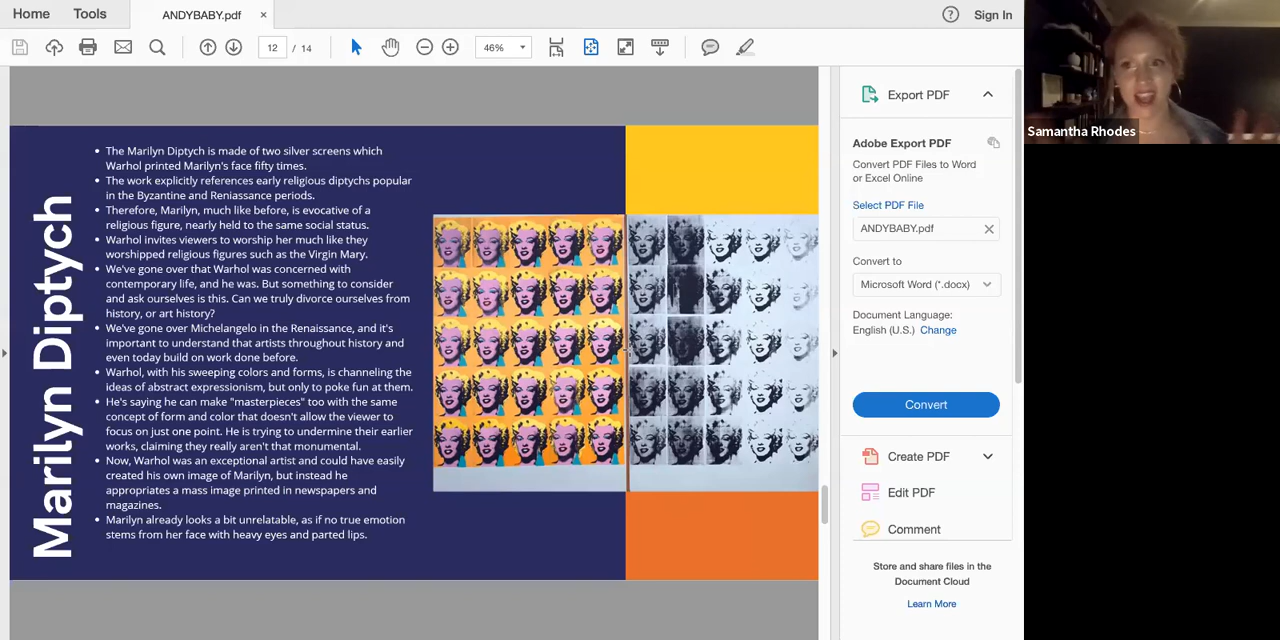 Home
Tools
ANDYBABY.pdf
×
?
Sign In
12 / 14
46%
Samantha Rhodes
Marilyn Diptych
• The Marilyn Diptych is made of two silver screens which
Warhol printed Marilyn's face fifty times.
• The work explicitly references early religious diptychs popular
in the Byzantine and Reniassance periods.
• Therefore, Marilyn, much like before, is evocative of a
religious figure, nearly held to the same social status.
• Warhol invites viewers to worship her much like they
worshipped religious figures such as the Virgin Mary.
• We've gone over that Warhol was concerned with
contemporary life, and he was. But something to consider
and ask ourselves is this. Can we truly divorce ourselves from
history, or art history?
• We've gone over Michelangelo in the Renaissance, and it's
important to understand that artists throughout history and
even today build on work done before.
• Warhol, with his sweeping colors and forms, is channeling the
ideas of abstract expressionism, but only to poke fun at them.
• He's saying he can make "masterpieces" too with the same
concept of form and color that doesn't allow the viewer to
focus on just one point. He is trying to undermine their earlier
works, claiming they really aren't that monumental.
• Now, Warhol was an exceptional artist and could have easily
created his own image of Marilyn, but instead he
appropriates a mass image printed in newspapers and
magazines.
• Marilyn already looks a bit unrelatable, as if no true emotion
stems from her face with heavy eyes and parted lips.
Export PDF
Adobe Export PDF
Convert PDF Files to Word
or Excel Online
Select PDF File
ANDYBABY.pdf
Convert to
Microsoft Word (*.docx)
Document Language:
English (U.S.) Change
Convert
Create PDF
Edit PDF
Comment
Store and share files in the
Document Cloud
Learn More